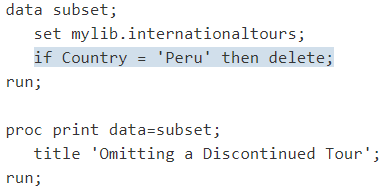 data subset;
set mylib.internationaltours;
if Country = 'Peru' then delete;
run;
proc print data=subset;
title 'Omitting a Discontinued Tour';
run;